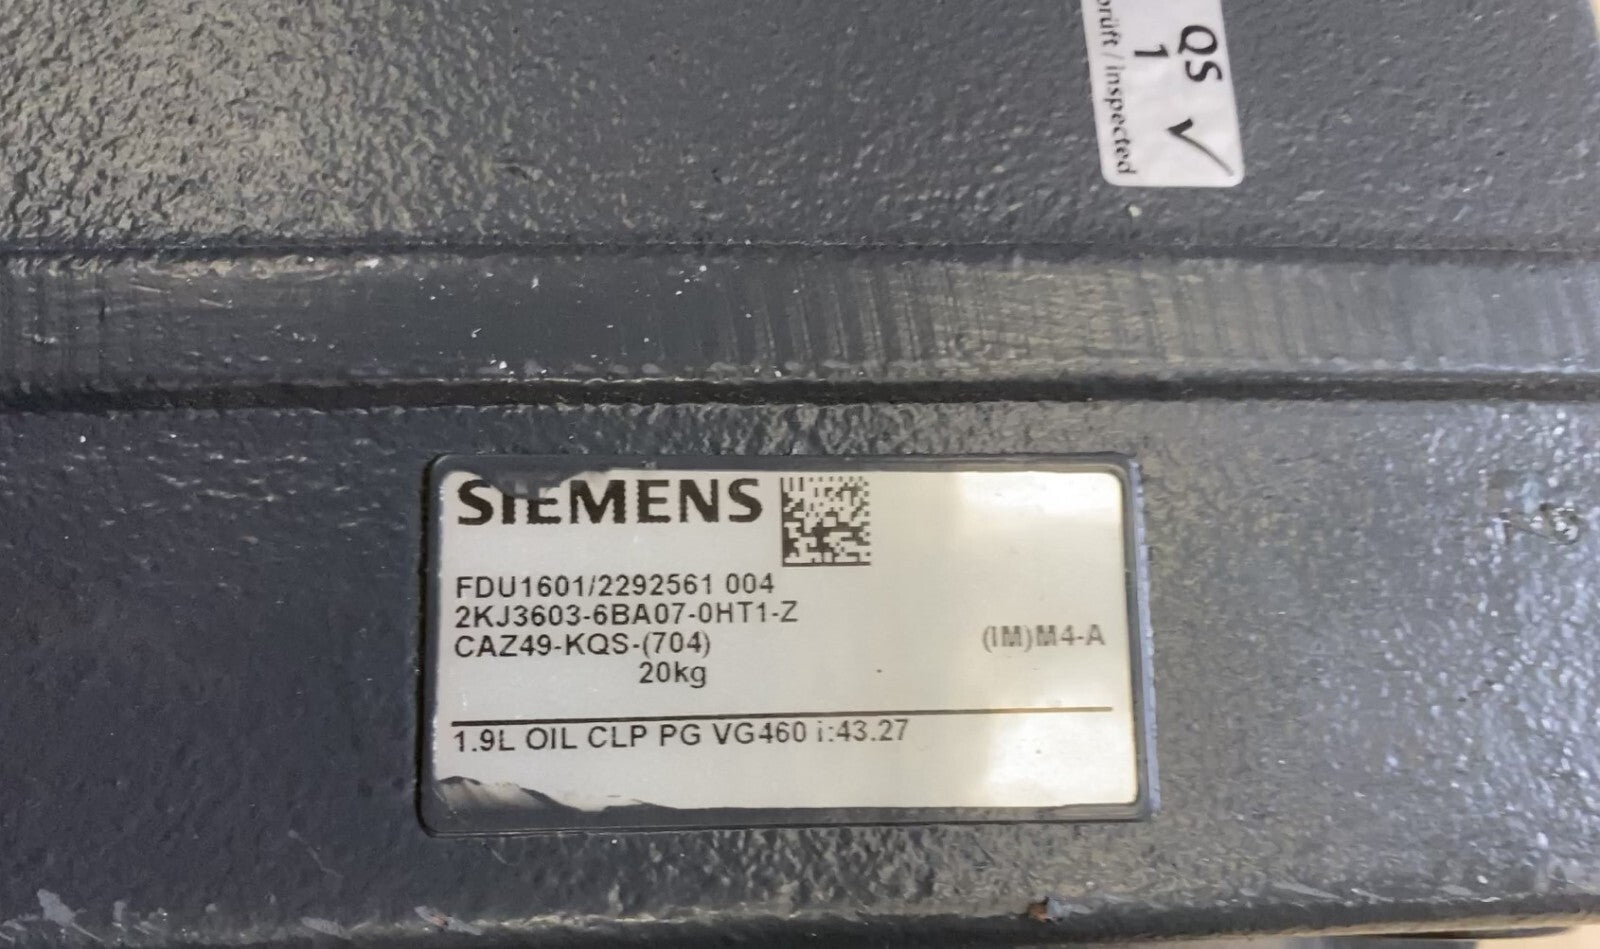 QS
1 ✓
prüft / inspected
SIEMENS
FDU1601/2292561 004
2KJ3603-6BA07-0HT1-Z
CAZ49-KQS-(704)
(IM)M4-A
20kg
1.9L OIL CLP PG VG460 i:43.27